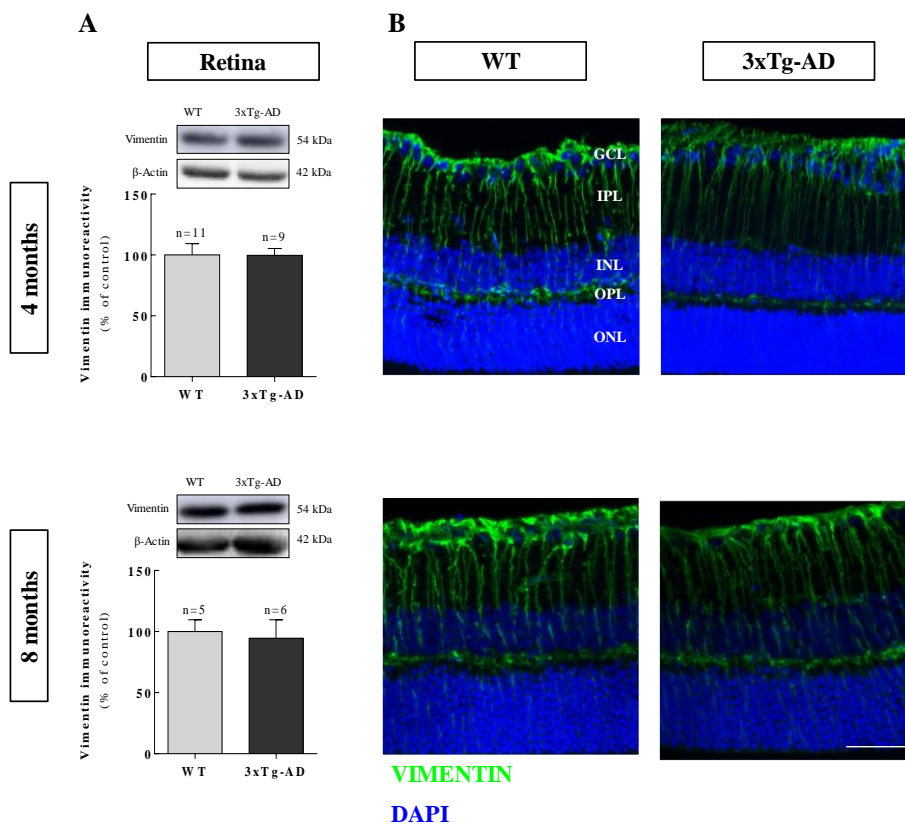 A
B
Retina
WT
3xTg-AD
4 months
WT
3xTg-AD
Vimentin
54 kDa
β-Actin
42 kDa
Vimentin immunoreactivity
(% of control)
150
100
50
0
n=11
n=9
WT
3xTg-AD
GCL
IPL
INL
OPL
ONL
8 months
WT
3xTg-AD
Vimentin
54 kDa
β-Actin
42 kDa
Vimentin immunoreactivity
(% of control)
150
100
50
0
n=5
n=6
WT
3xTg-AD
VIMENTIN
DAPI